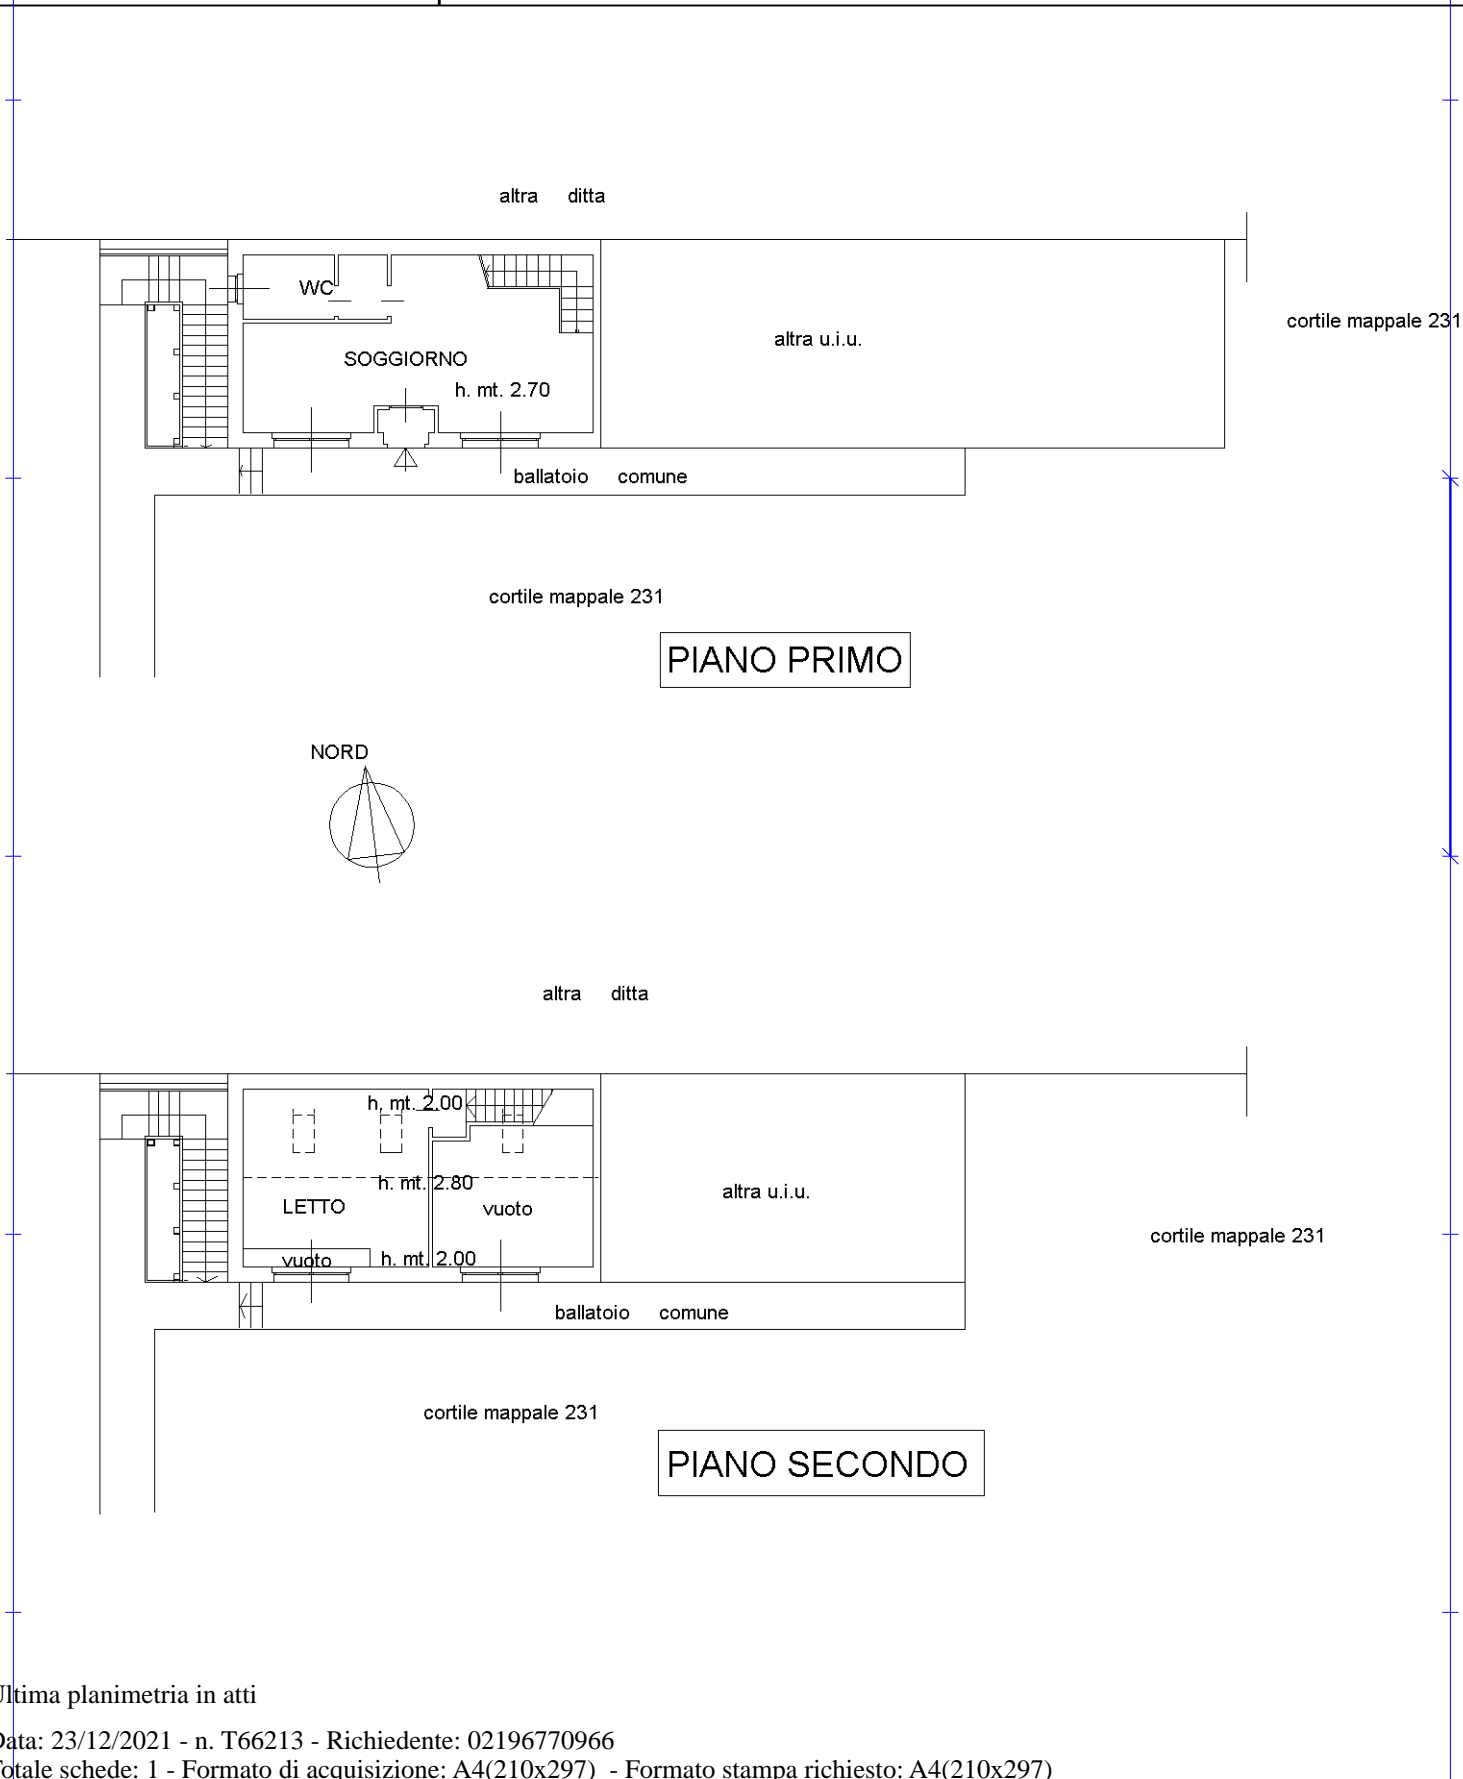 altra ditta
WC
cortile mappale 231
altra u.i.u.
SOGGIORNO
h. mt. 2.70
ballatoio comune
cortile mappale 231
PIANO PRIMO
NORD
altra ditta
h. mt. 2.00
h. mt. 2.80
LETTO
vuoto
altra u.i.u.
cortile mappale 231
vuoto
h. mt. 2.00
ballatoio comune
cortile mappale 231
PIANO SECONDO
Ultima planimetria in atti
Data: 23/12/2021 - n. T66213 - Richiedente: 02196770966
Totale schede: 1 - Formato di acquisizione: A4(210x297) - Formato stampa richiesto: A4(210x297)